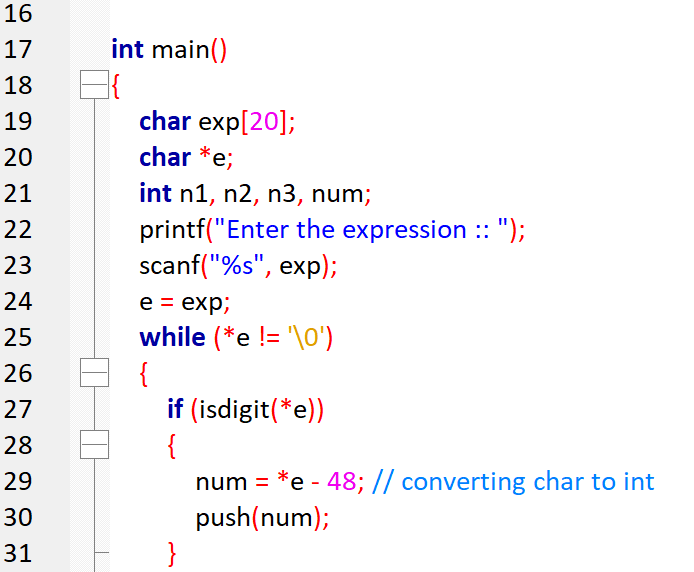 16
17 int main()
18 {
19 char exp[20];
20 char *e;
21 int n1, n2, n3, num;
22 printf("Enter the expression :: ");
23 scanf("%s", exp);
24 e = exp;
25 while (*e != '\0')
26 {
27 if (isdigit(*e))
28 {
29 num = *e - 48; // converting char to int
30 push(num);
31 }